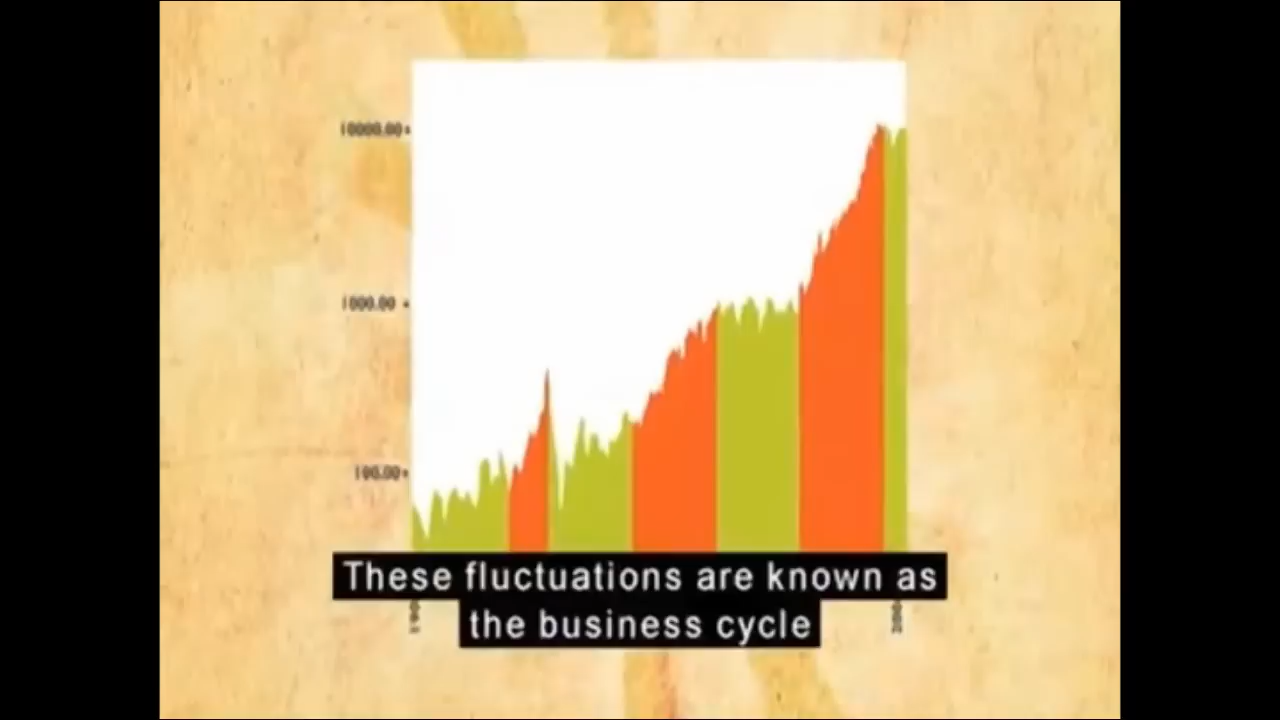 10000.00
1000.00
100.00
These fluctuations are known as
the business cycle